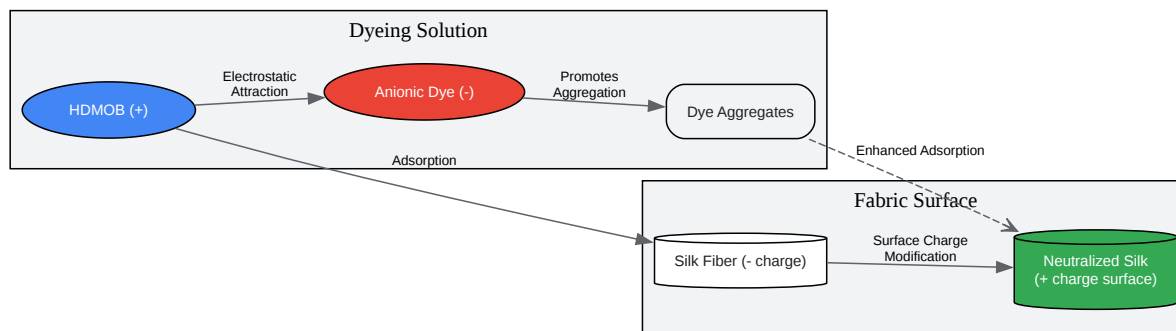 Dyeing Solution
Electrostatic
Attraction
Promotes
Aggregation
HDMOB (+)
Anionic Dye (-)
Dye Aggregates
Adsorption
Enhanced Adsorption
Fabric Surface
Silk Fiber (- charge)
Surface Charge
Modification
Neutralized Silk
(+ charge surface)